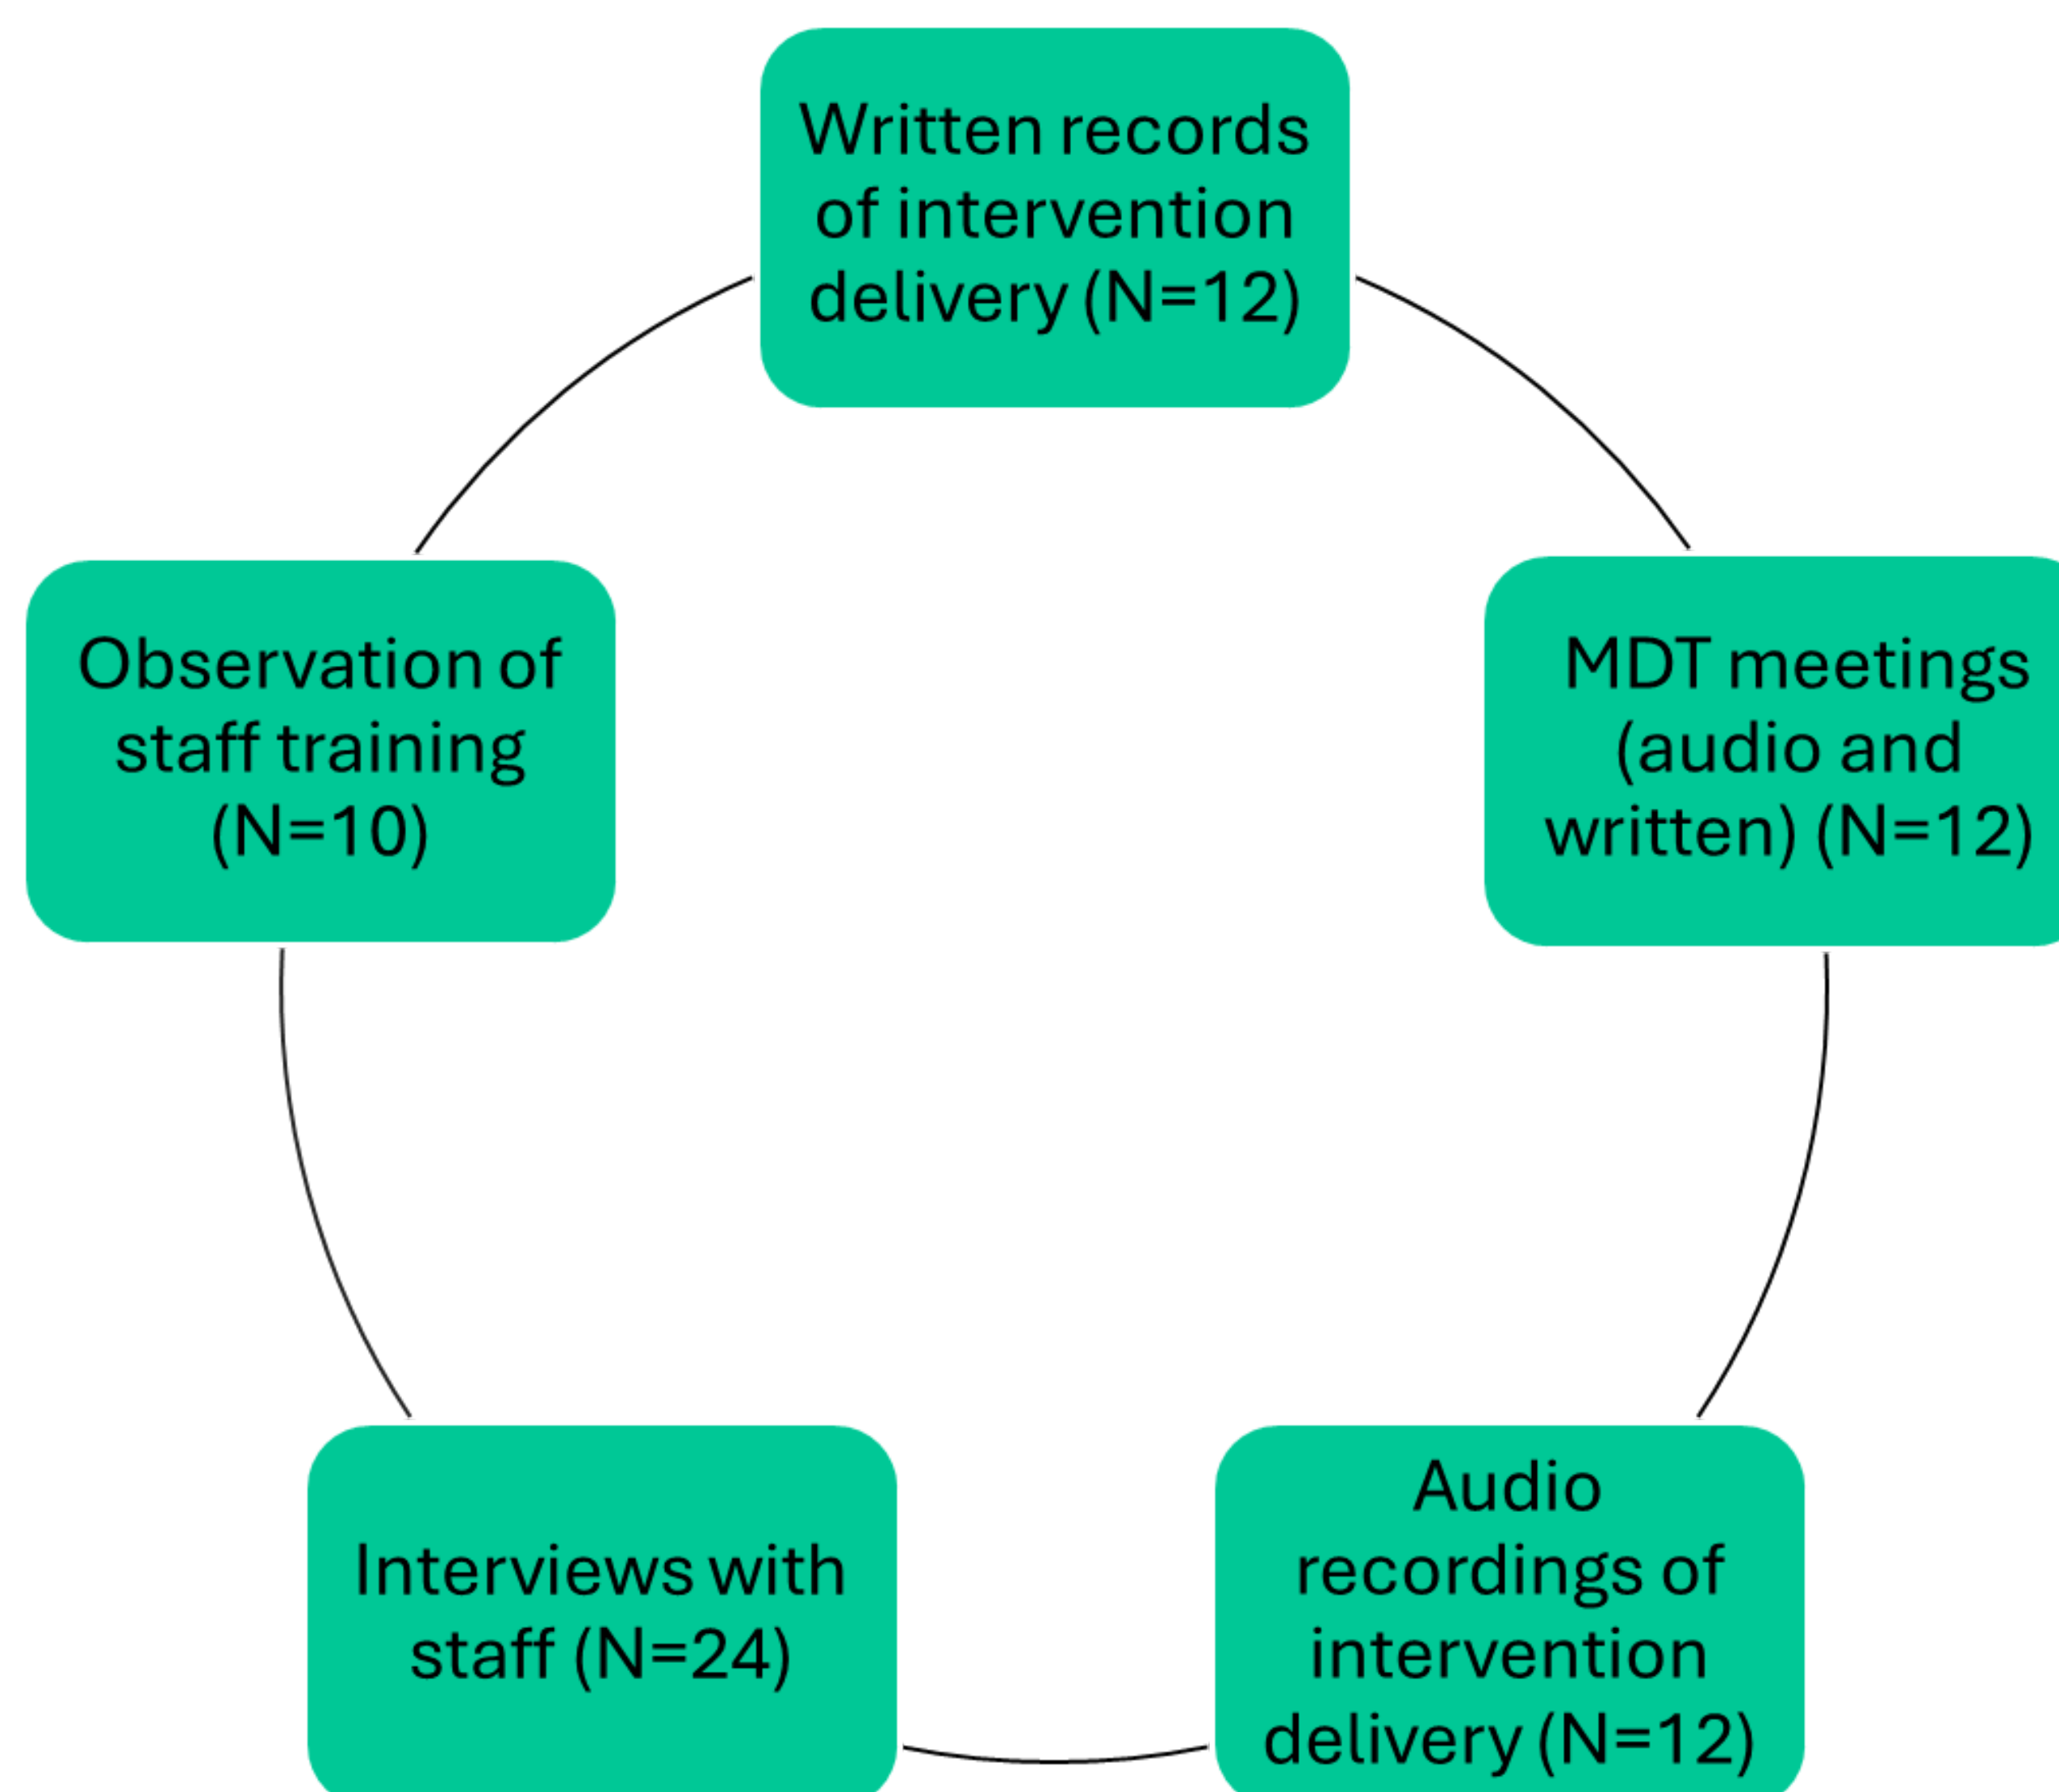 Written records
of intervention
delivery (N=12)
MDT meetings
(audio and
written) (N=12)
Audio
recordings of
intervention
delivery (N=12)
Interviews with
staff (N=24)
Observation of
staff training
(N=10)